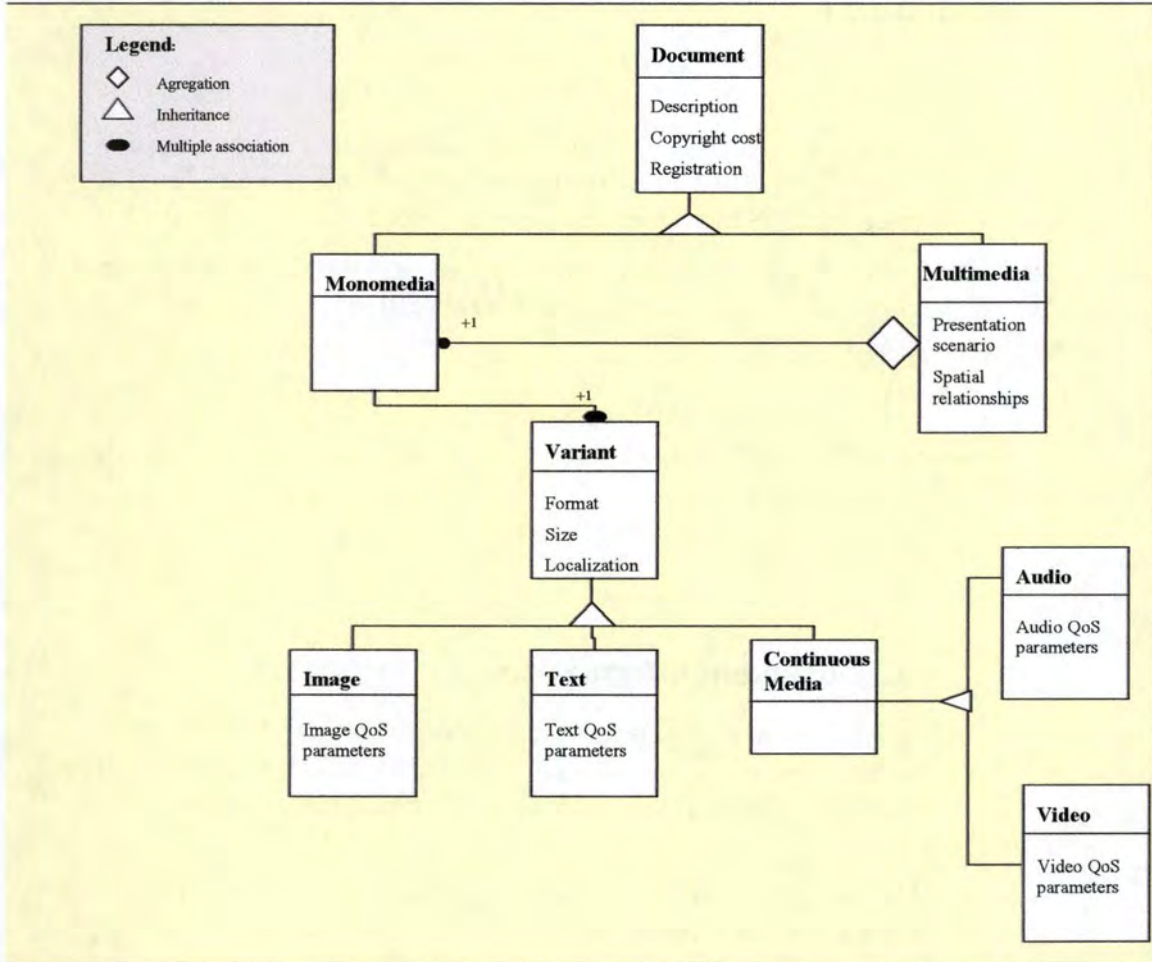 Legend:
Agregation
Inheritance
Multiple association
Document
Description
Copyright cost
Registration
Monomedia
Multimedia
Presentation
scenario
Spatial
relationships
+1
+1
Variant
Format
Size
Localization
Image
Image QoS
parameters
Text
Text QoS
parameters
Continuous
Media
Audio
Audio QoS
parameters
Video
Video QoS
parameters